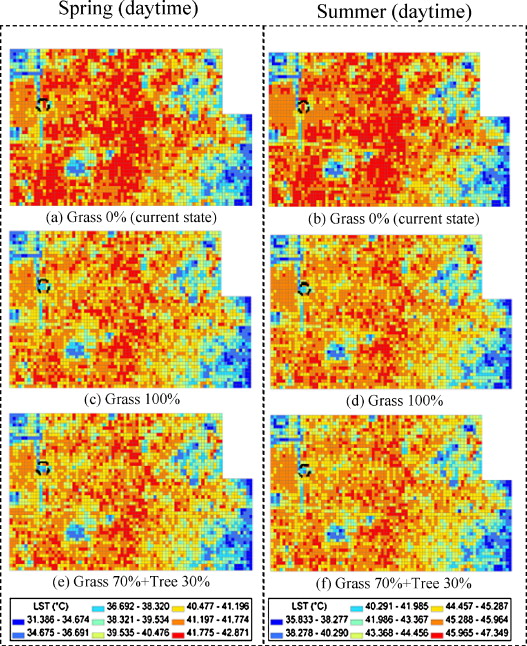 Spring (daytime)
Summer (daytime)
(a) Grass 0% (current state)
(b) Grass 0% (current state)
(c) Grass 100%
(d) Grass 100%
(e) Grass 70%+Tree 30%
(f) Grass 70%+Tree 30%
LST (°C)
31.386 - 34.674
34.675 - 36.691
36.692 - 38.320
38.321 - 39.534
39.535 - 40.476
40.477 - 41.196
41.197 - 41.774
41.775 - 42.871
LST (°C)
35.833 - 38.277
38.278 - 40.290
40.291 - 41.985
41.986 - 43.367
43.368 - 44.456
44.457 - 45.287
45.288 - 45.964
45.965 - 47.349